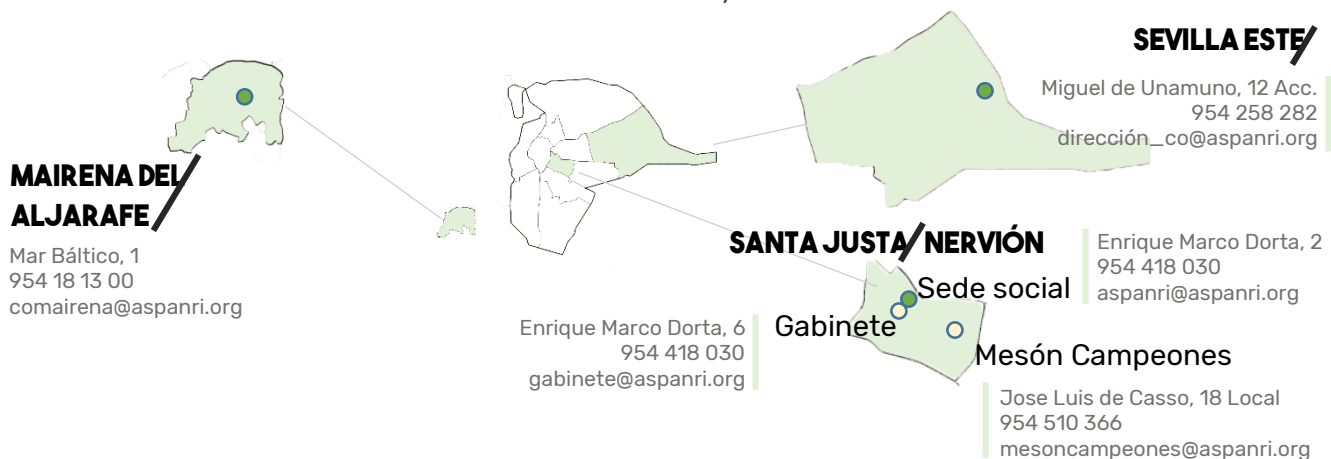 SEVILLA ESTE/
Miguel de Unamuno, 12 Acc.
954 258 282
dirección_co@aspanri.org
MAIRENA DEL
ALJARAFE/
Mar Báltico, 1
954 18 13 00
comairena@aspanri.org
SANTA JUSTA/NERVIÓN
Enrique Marco Dorta, 2
954 418 030
aspanri@aspanri.org
Sede social
Gabinete
Enrique Marco Dorta, 6
954 418 030
gabinete@aspanri.org
Mesón Campeones
Jose Luis de Casso, 18 Local
954 510 366
mesoncampeones@aspanri.org